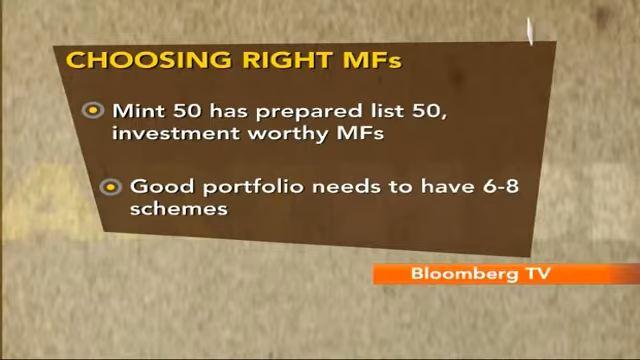 CHOOSING RIGHT MFs
Mint 50 has prepared list 50,
investment worthy MFs
Good portfolio needs to have 6-8
schemes
Bloomberg TV